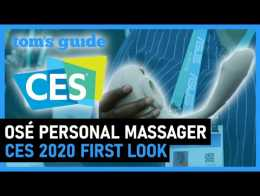 tom's guide
CES
OSÉ PERSONAL MASSAGER
CES 2020 FIRST LOOK